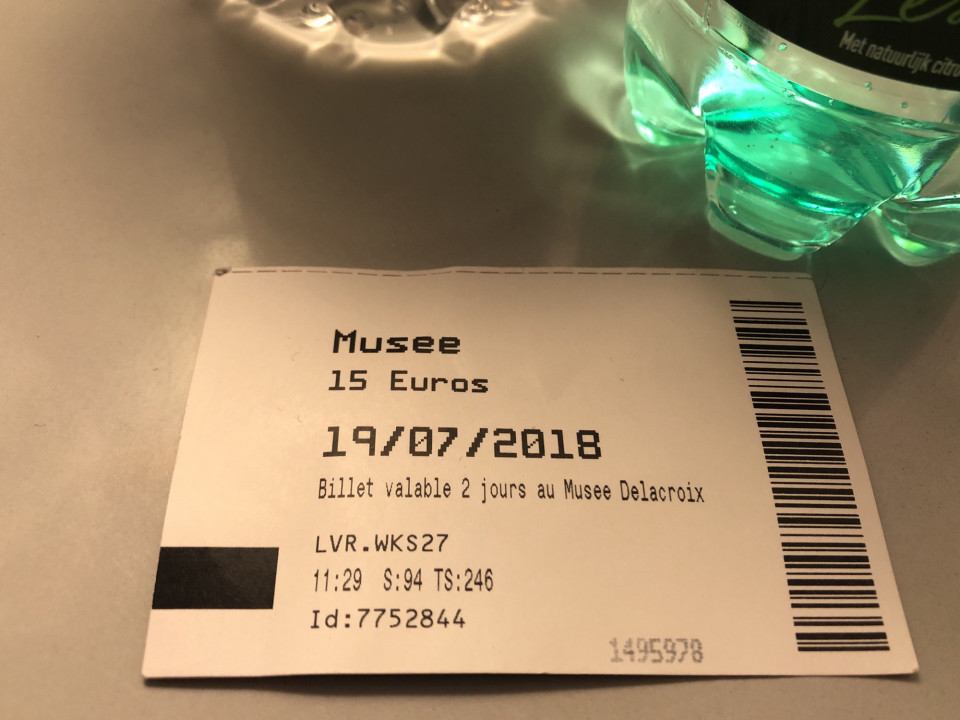 Met natuurlijk
Musee
15 Euros
19/07/2018
Billet valable 2 jours au Musee Delacroix
LVR.WKS27
11:29 S:94 TS:246
Id:7752844
1495978